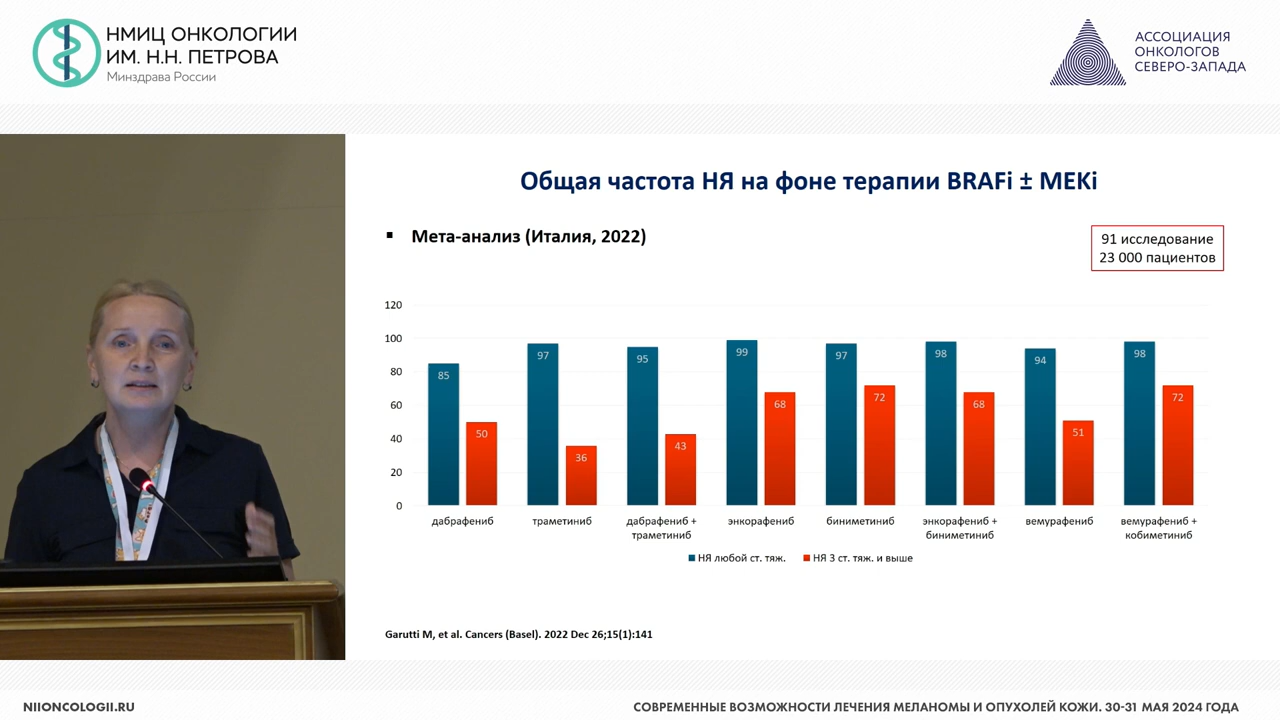 НМИЦ ОНКОЛОГИИ
ИМ. Н.Н. ПЕТРОВА
Минздрава России
АССОЦИАЦИЯ
ОНКОЛОГОВ
СЕВЕРО-ЗАПАДА
Общая частота НЯ на фоне терапии BRAFi ± MEKi
▪ Мета-анализ (Италия, 2022)
91 исследование
23 000 пациентов
120
100
80
60
40
20
0
85
50
97
36
95
43
99
68
97
72
98
68
94
51
98
72
дабрафениб
траметиниб
дабрафениб +
траметиниб
энкорафениб
биниметиниб
энкорафениб +
биниметиниб
вемурафениб
вемурафениб +
кобиметиниб
НЯ любой ст. тяж.
НЯ 3 ст. тяж. и выше
Garutti M, et al. Cancers (Basel). 2022 Dec 26;15(1):141
NIIONCOLOGII.RU
СОВРЕМЕННЫЕ ВОЗМОЖНОСТИ ЛЕЧЕНИЯ МЕЛАНОМЫ И ОПУХОЛЕЙ КОЖИ. 30-31 МАЯ 2024 ГОДА